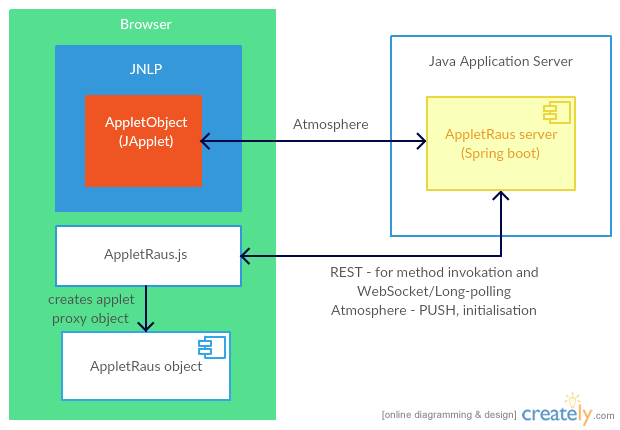 Browser
JNLP
AppletObject
(JApplet)
Atmosphere
Java Application Server
AppletRaus server
(Spring boot)
AppletRaus.js
REST - for method invokation and
WebSocket/Long-polling
Atmosphere - PUSH, initialisation
creates applet
proxy object
AppletRaus object
[online diagramming & design] creately.com